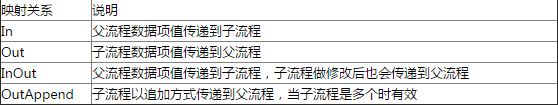 映射关系 说明
In 父流程数据项值传递到子流程
Out 子流程数据项值传递到父流程
InOut 父流程数据项值传递到子流程，子流程做修改后也会传递到父流程
OutAppend 子流程以追加方式传递到父流程，当子流程是多个时有效